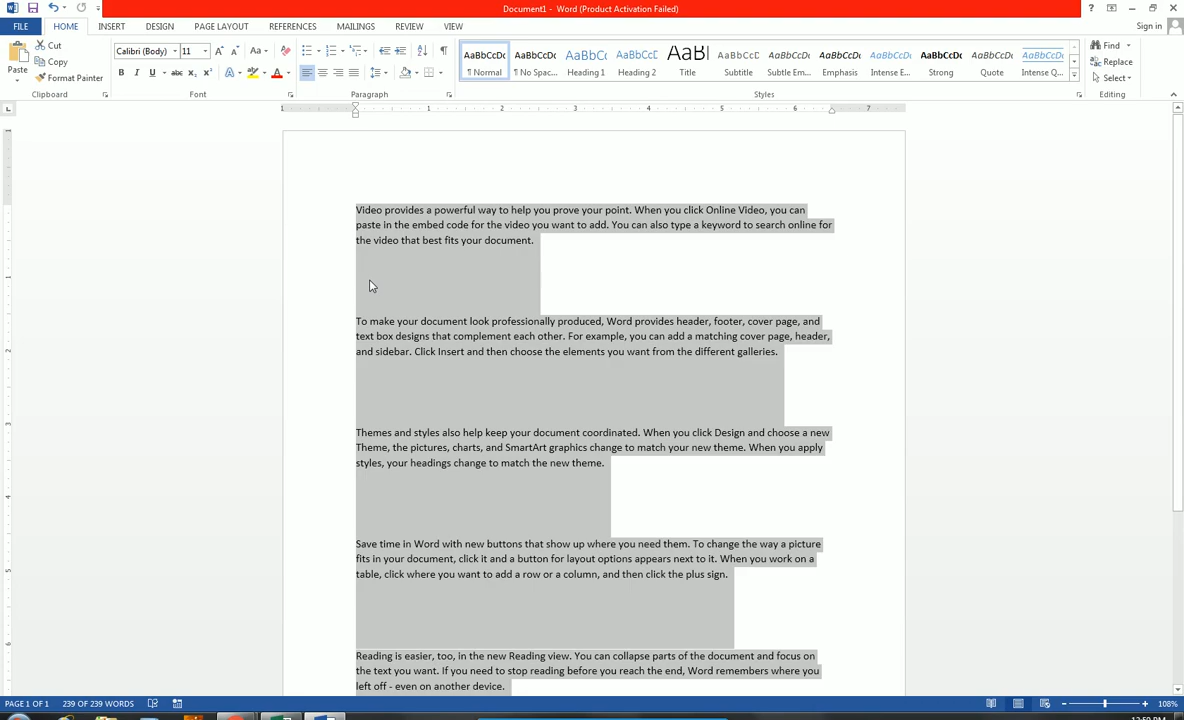 Document1 - Word (Product Activation Failed)
FILE HOME INSERT DESIGN PAGE LAYOUT REFERENCES MAILINGS REVIEW VIEW Sign in
Paste Cut Copy Format Painter
Calibri (Body) 11
AaBbCcDc AaBbCcDc AaBbCc AaBbCcC AaBl AaBbCcC AaBbCcDc AaBbCcDc AaBbCcDc AaBbCcDc AaBbCcDc AaBbCcDc
¶ Normal ¶ No Spac... Heading 1 Heading 2 Title Subtitle Subtle Em... Emphasis Intense E... Strong Quote Intense Q...
Find Replace Select
Clipboard Font Paragraph Styles Editing
1 1 2 3 4 5 6 7
Video provides a powerful way to help you prove your point. When you click Online Video, you can
paste in the embed code for the video you want to add. You can also type a keyword to search online for
the video that best fits your document.
To make your document look professionally produced, Word provides header, footer, cover page, and
text box designs that complement each other. For example, you can add a matching cover page, header,
and sidebar. Click Insert and then choose the elements you want from the different galleries.
Themes and styles also help keep your document coordinated. When you click Design and choose a new
Theme, the pictures, charts, and SmartArt graphics change to match your new theme. When you apply
styles, your headings change to match the new theme.
Save time in Word with new buttons that show up where you need them. To change the way a picture
fits in your document, click it and a button for layout options appears next to it. When you work on a
table, click where you want to add a row or a column, and then click the plus sign.
Reading is easier, too, in the new Reading view. You can collapse parts of the document and focus on
the text you want. If you need to stop reading before you reach the end, Word remembers where you
left off - even on another device.
PAGE 1 OF 1 239 OF 239 WORDS 108%